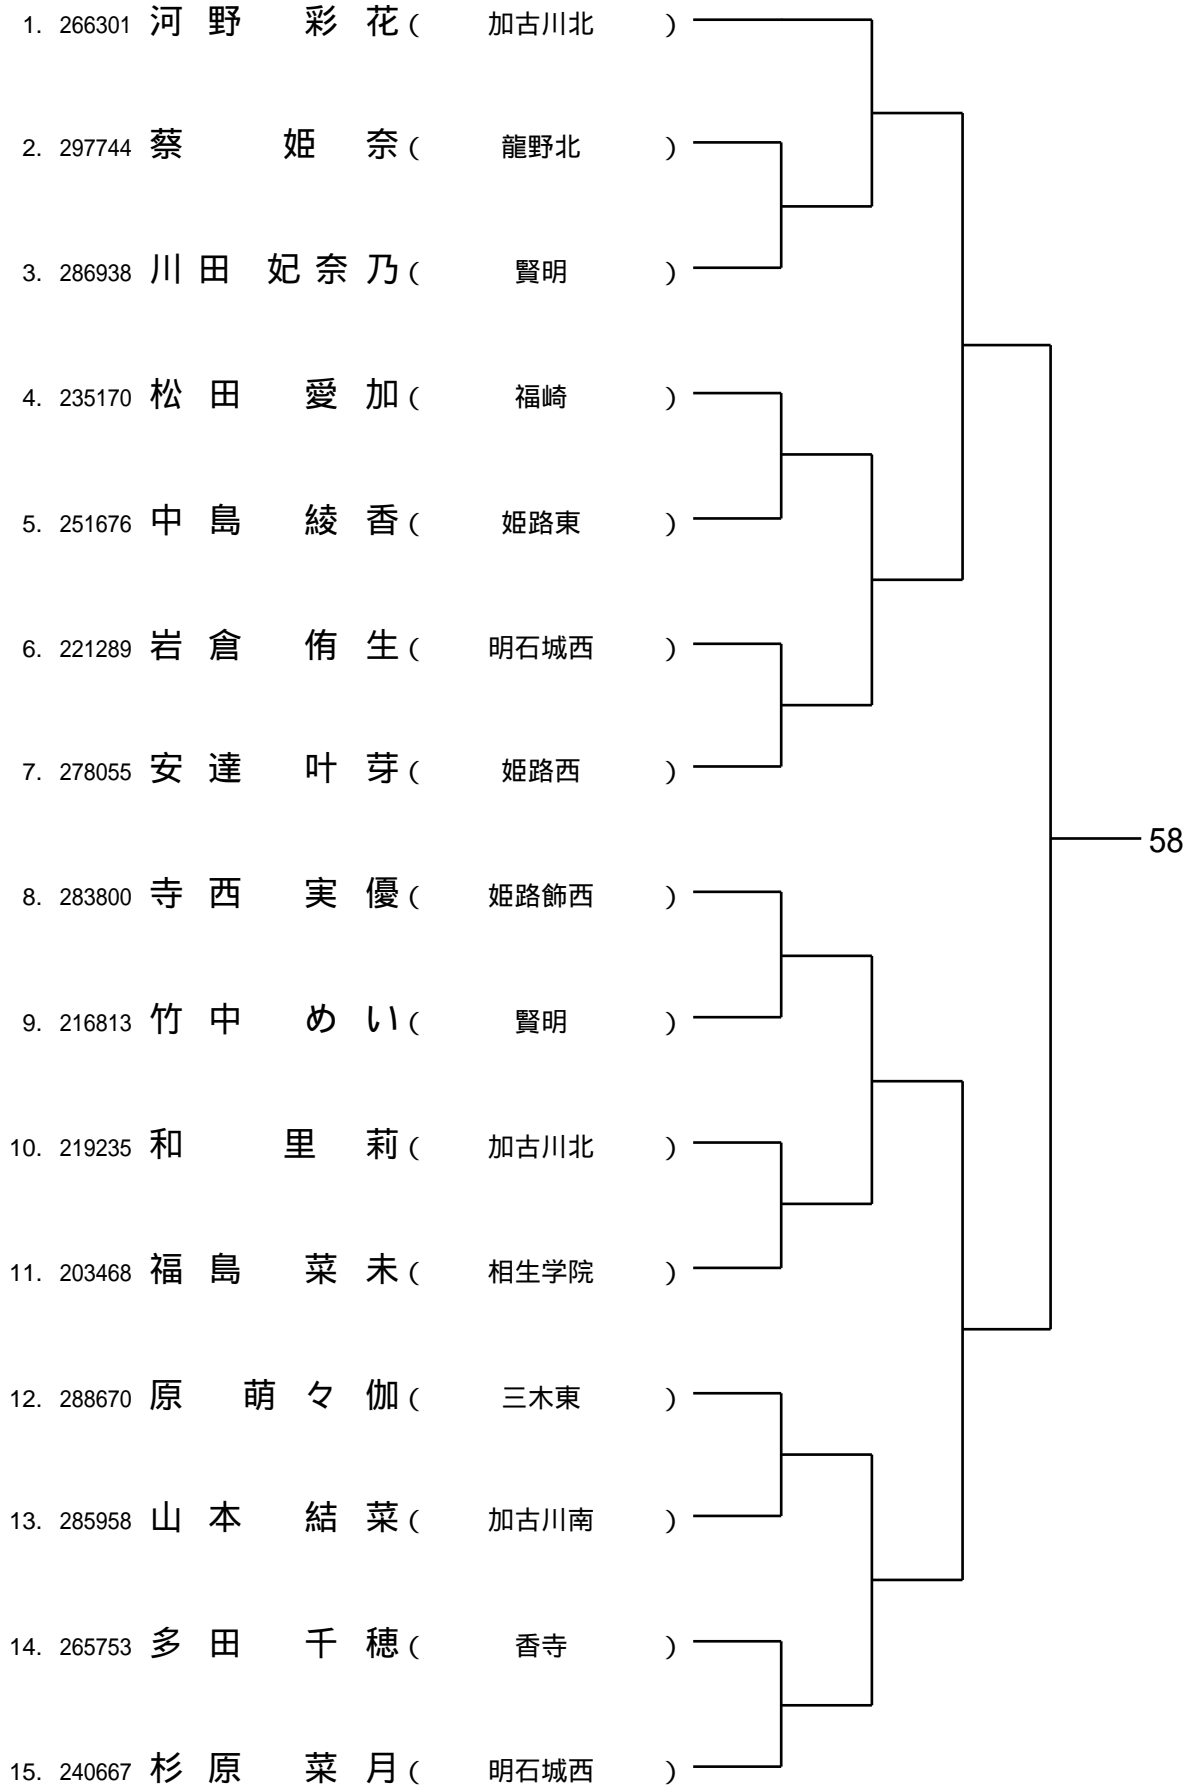 1. 266301 河野 彩花( 加古川北 )
2. 297744 蔡 姫奈( 龍野北 )
3. 286938 川田 妃奈乃( 賢明 )
4. 235170 松田 愛加( 福崎 )
5. 251676 中島 綾香( 姫路東 )
6. 221289 岩倉 侑生( 明石城西 )
7. 278055 安達 叶芽( 姫路西 )
58
8. 283800 寺西 実優( 姫路飾西 )
9. 216813 竹中 めい( 賢明 )
10. 219235 和 里莉( 加古川北 )
11. 203468 福島 菜未( 相生学院 )
12. 288670 原 萌々伽( 三木東 )
13. 285958 山本 結菜( 加古川南 )
14. 265753 多田 千穂( 香寺 )
15. 240667 杉原 菜月( 明石城西 )